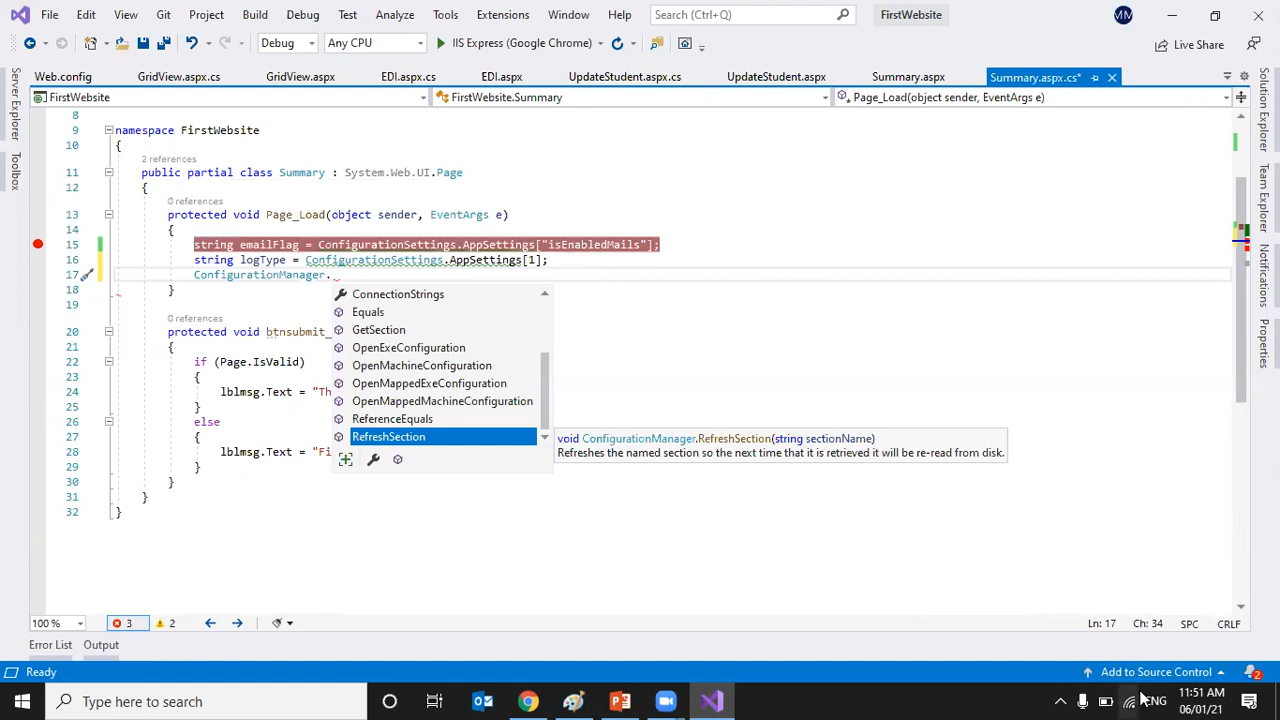 File Edit View Git Project Build Debug Test Analyze Tools Extensions Window Help Search (Ctrl+Q) FirstWebsite MM
Debug Any CPU IIS Express (Google Chrome) Live Share
Web.config GridView.aspx.cs GridView.aspx EDI.aspx.cs EDI.aspx UpdateStudent.aspx.cs UpdateStudent.aspx Summary.aspx Summary.aspx.cs*
FirstWebsite FirstWebsite.Summary Page_Load(object sender, EventArgs e)
Server Explorer
Toolbox
Solution Explorer
Team Explorer
Notifications
Properties
8
9 namespace FirstWebsite
10 {
2 references
11 public partial class Summary : System.Web.UI.Page
12 {
0 references
13 protected void Page_Load(object sender, EventArgs e)
14 {
15 string emailFlag = ConfigurationSettings.AppSettings["isEnabledMails"];
16 string logType = ConfigurationSettings.AppSettings[1];
17 ConfigurationManager.
18 }
19
0 references
20 protected void btnsubmit_
21 {
22 if (Page.IsValid)
23 {
24 lblmsg.Text = "Th
25 }
26 else
27 {
28 lblmsg.Text = "Fi
29 }
30 }
31 }
32 }
ConnectionStrings
Equals
GetSection
OpenExeConfiguration
OpenMachineConfiguration
OpenMappedExeConfiguration
OpenMappedMachineConfiguration
ReferenceEquals
RefreshSection
void ConfigurationManager.RefreshSection(string sectionName)
Refreshes the named section so the next time that it is retrieved it will be re-read from disk.
100 % 3 2 Ln: 17 Ch: 34 SPC CRLF
Error List Output
Ready Add to Source Control 2
Type here to search ENG 11:51 AM
06/01/21